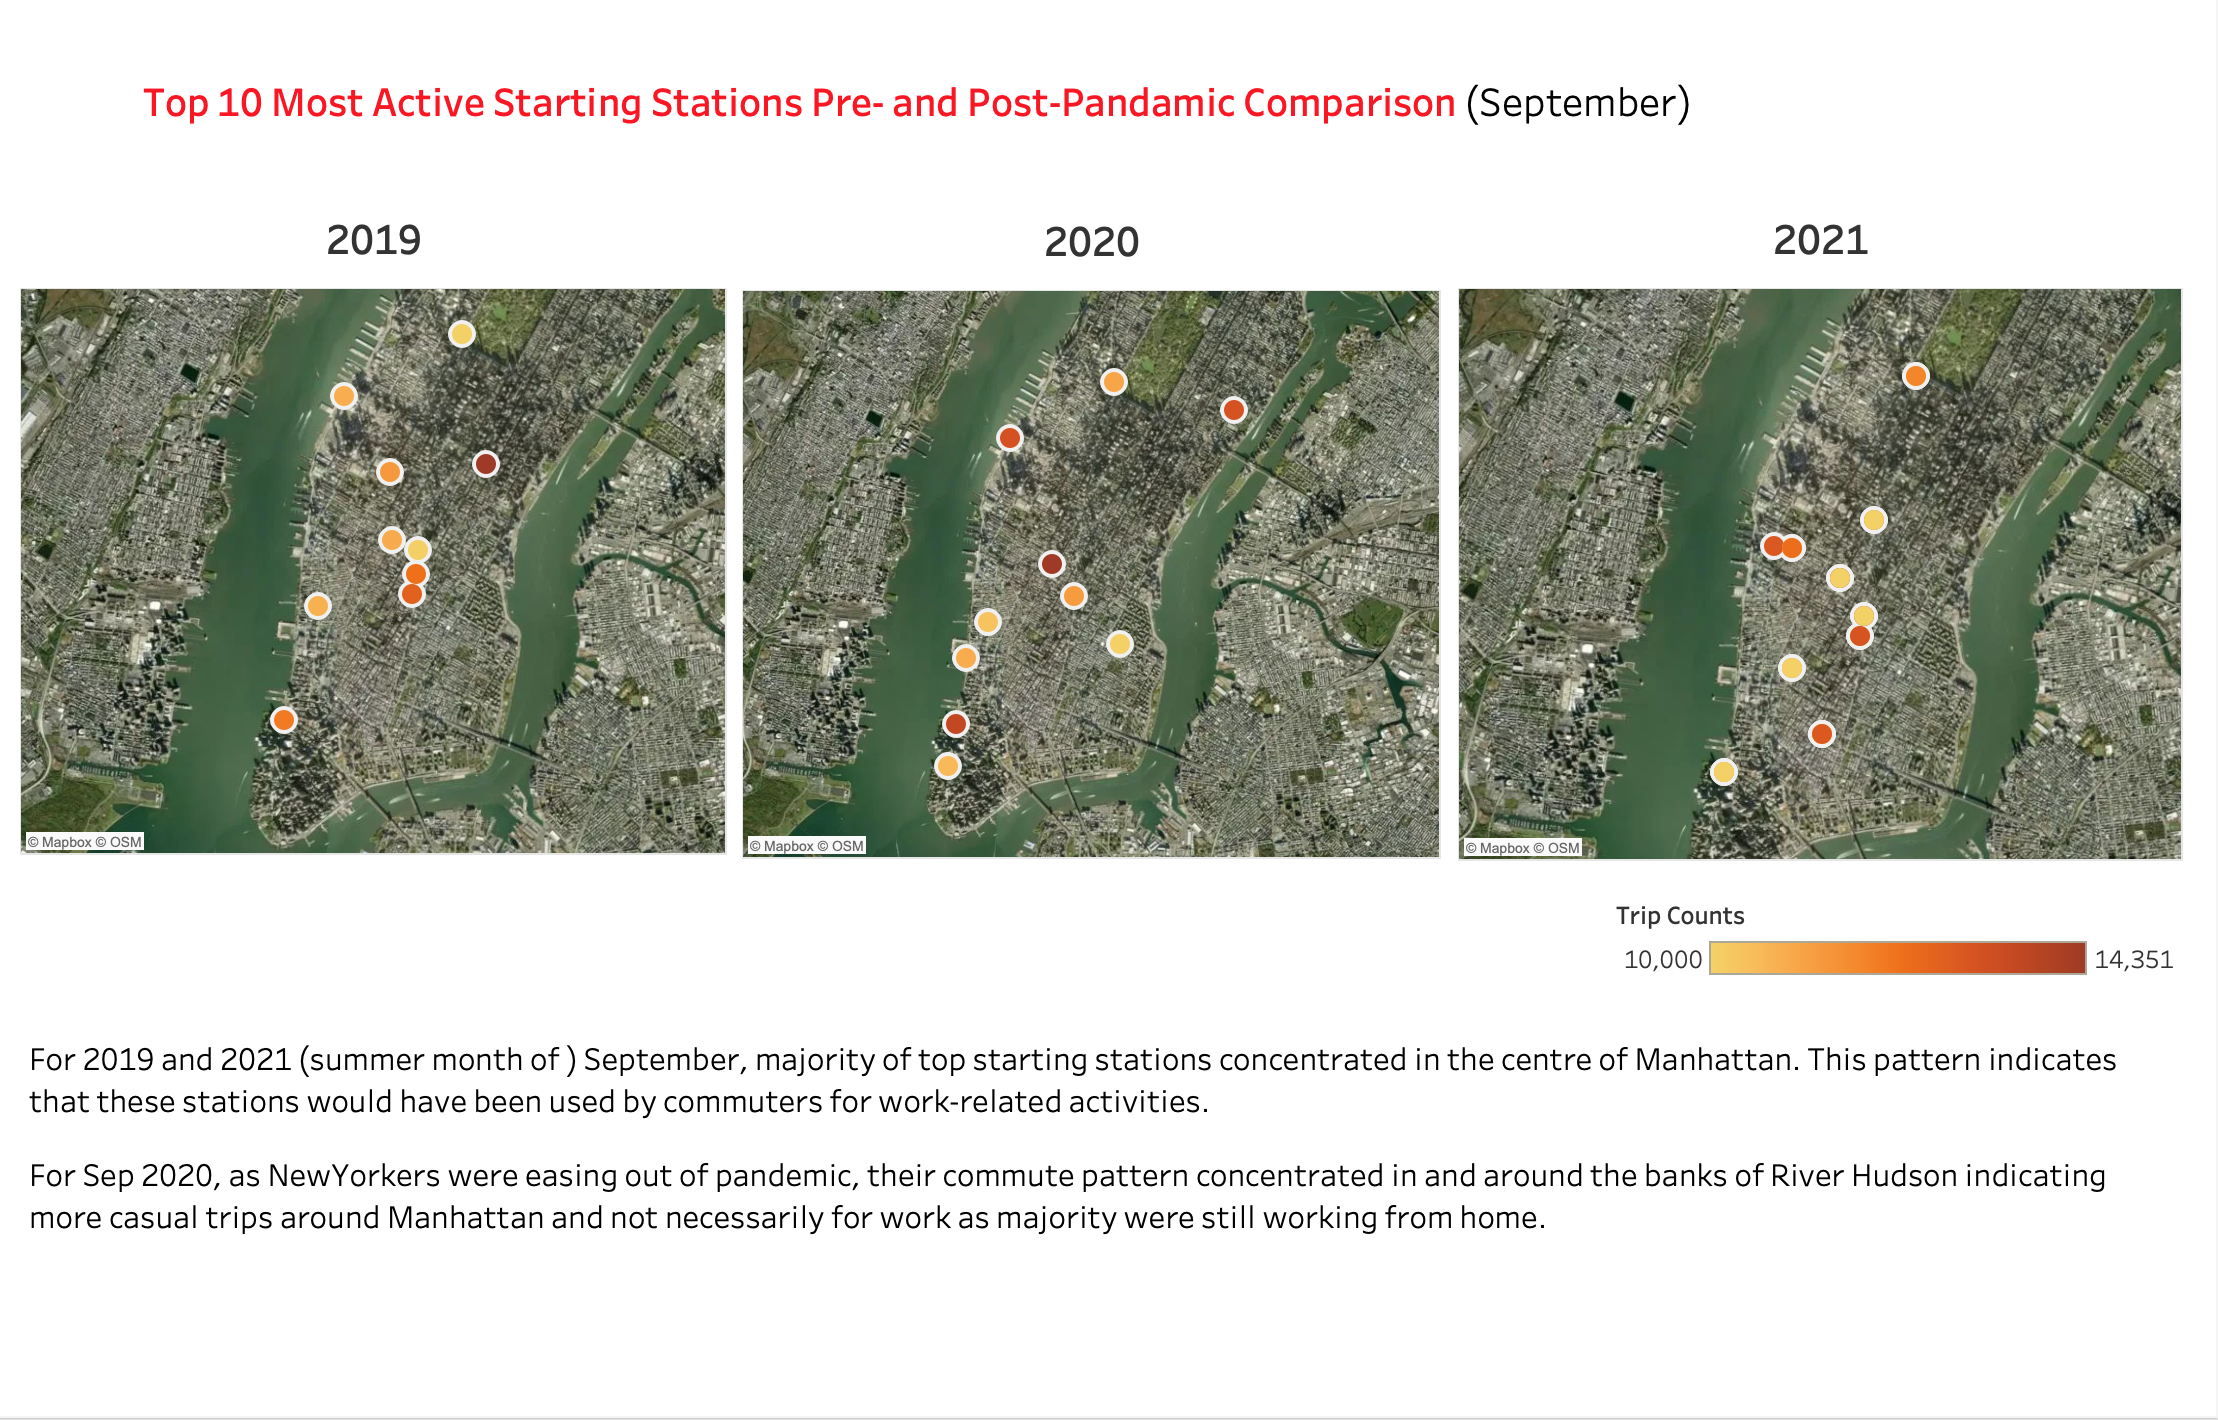 Top 10 Most Active Starting Stations Pre- and Post-Pandamic Comparison (September)
2019
2020
2021
© Mapbox © OSM
© Mapbox © OSM
© Mapbox © OSM
Trip Counts
10,000
14,351
For 2019 and 2021 (summer month of ) September, majority of top starting stations concentrated in the centre of Manhattan. This pattern indicates
that these stations would have been used by commuters for work-related activities.
For Sep 2020, as NewYorkers were easing out of pandemic, their commute pattern concentrated in and around the banks of River Hudson indicating
more casual trips around Manhattan and not necessarily for work as majority were still working from home.